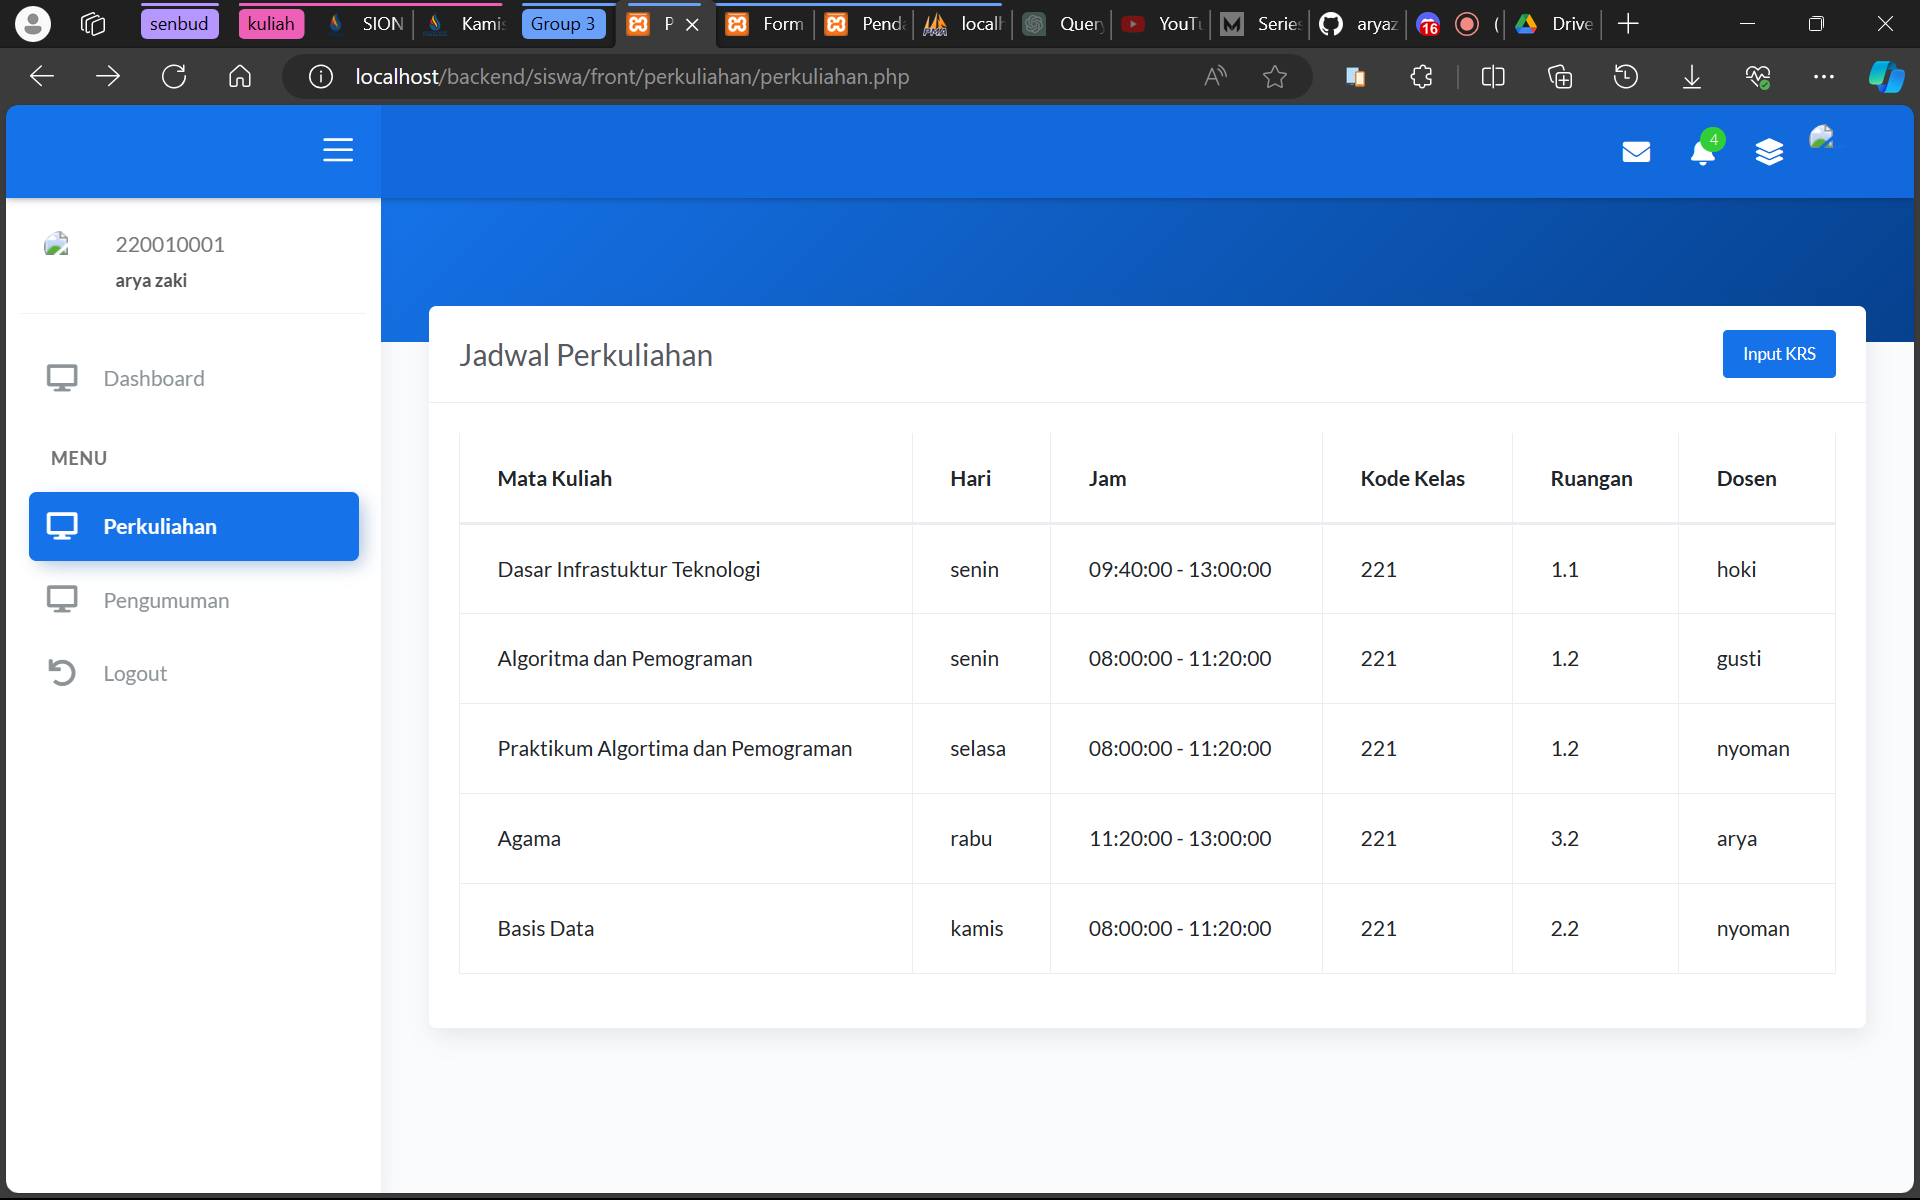 senbud kuliah SION Kamis Group 3 P Form Penda localh Query YouTu Series aryaz 16 ( Drive
localhost/backend/siswa/front/perkuliahan/perkuliahan.php
4
220010001
arya zaki
Dashboard
MENU
Perkuliahan
Pengumuman
Logout
Jadwal Perkuliahan
Input KRS
Mata Kuliah Hari Jam Kode Kelas Ruangan Dosen
Dasar Infrastuktur Teknologi senin 09:40:00 - 13:00:00 221 1.1 hoki
Algoritma dan Pemograman senin 08:00:00 - 11:20:00 221 1.2 gusti
Praktikum Algortima dan Pemograman selasa 08:00:00 - 11:20:00 221 1.2 nyoman
Agama rabu 11:20:00 - 13:00:00 221 3.2 arya
Basis Data kamis 08:00:00 - 11:20:00 221 2.2 nyoman